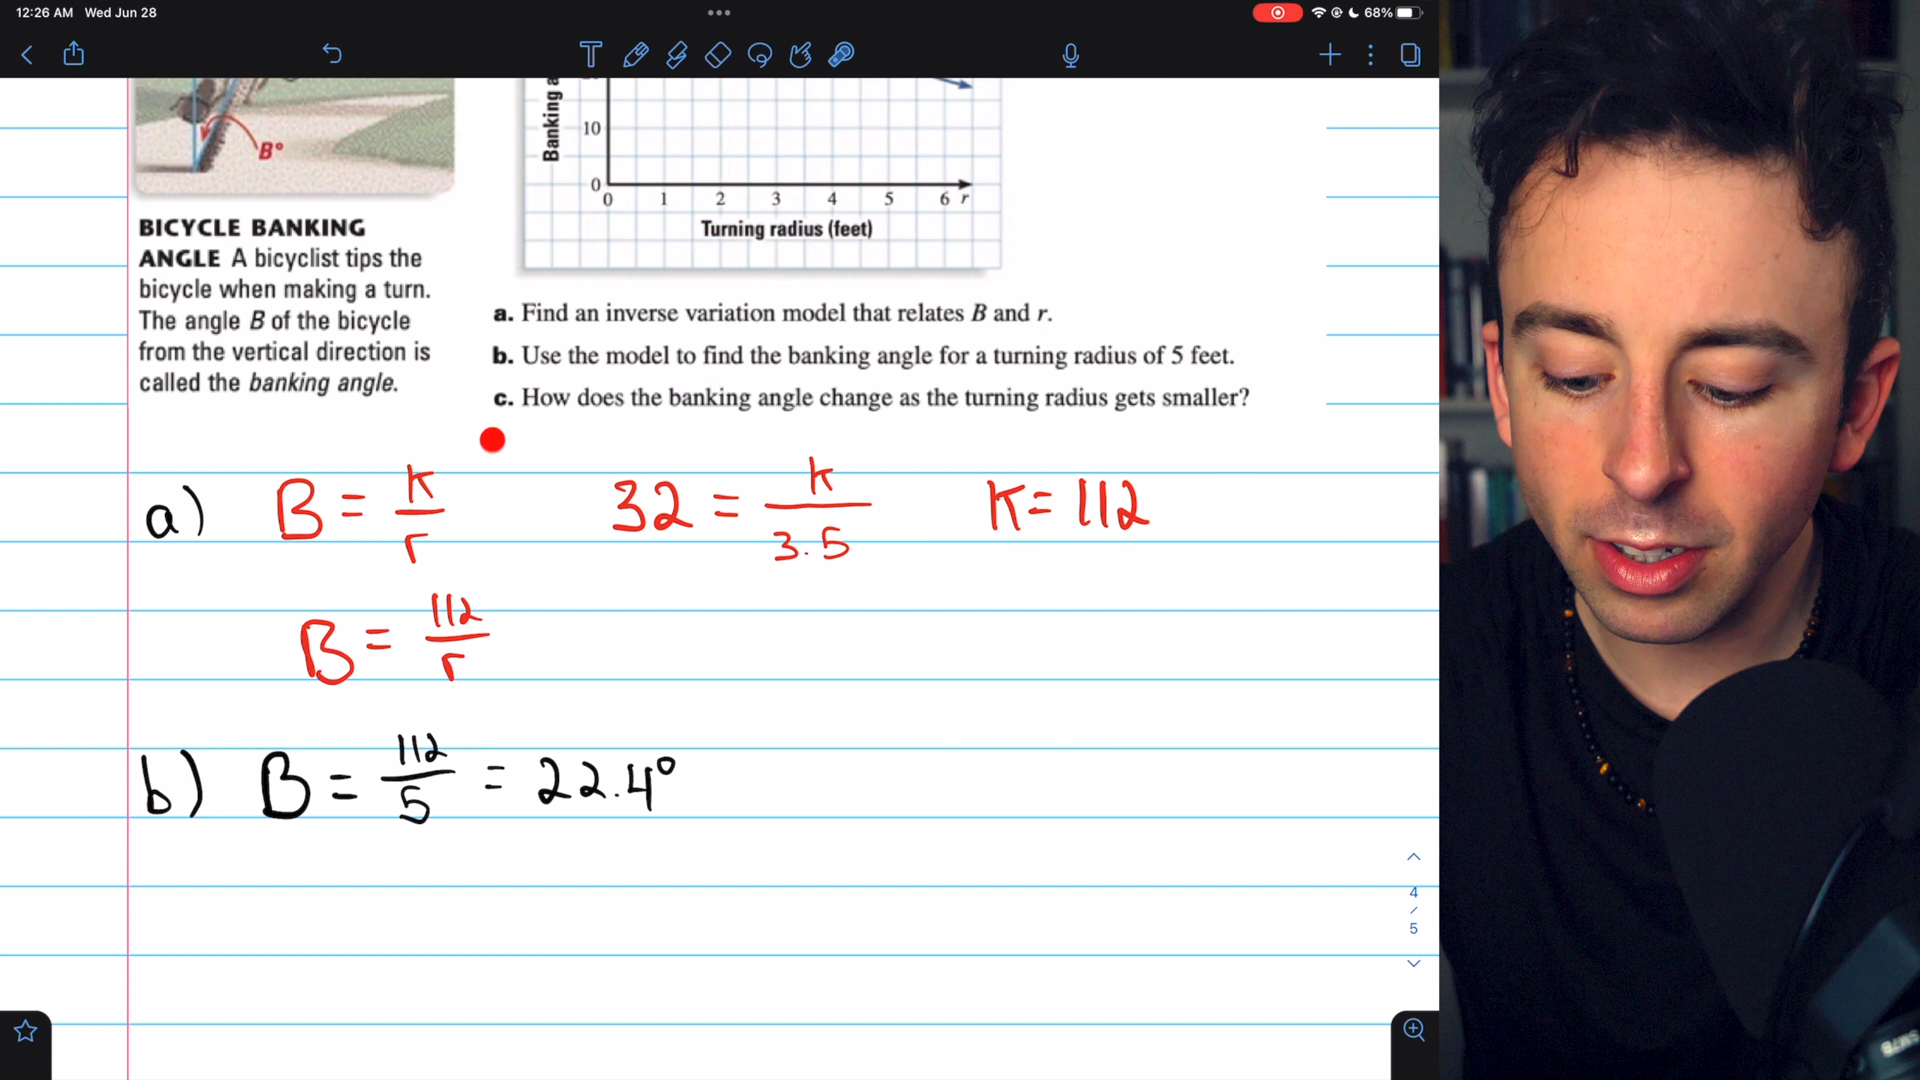 12:26 AM Wed Jun 28
68%
T
B°
BICYCLE BANKING
ANGLE A bicyclist tips the
bicycle when making a turn.
The angle B of the bicycle
from the vertical direction is
called the banking angle.
Banking
10
0
0 1 2 3 4 5 6 r
Turning radius (feet)
a. Find an inverse variation model that relates B and r.
b. Use the model to find the banking angle for a turning radius of 5 feet.
c. How does the banking angle change as the turning radius gets smaller?
a) B = k/r 32 = k/3.5 K = 112
B = 112/r
b) B = 112/5 = 22.4°
4
/
5
SM7B